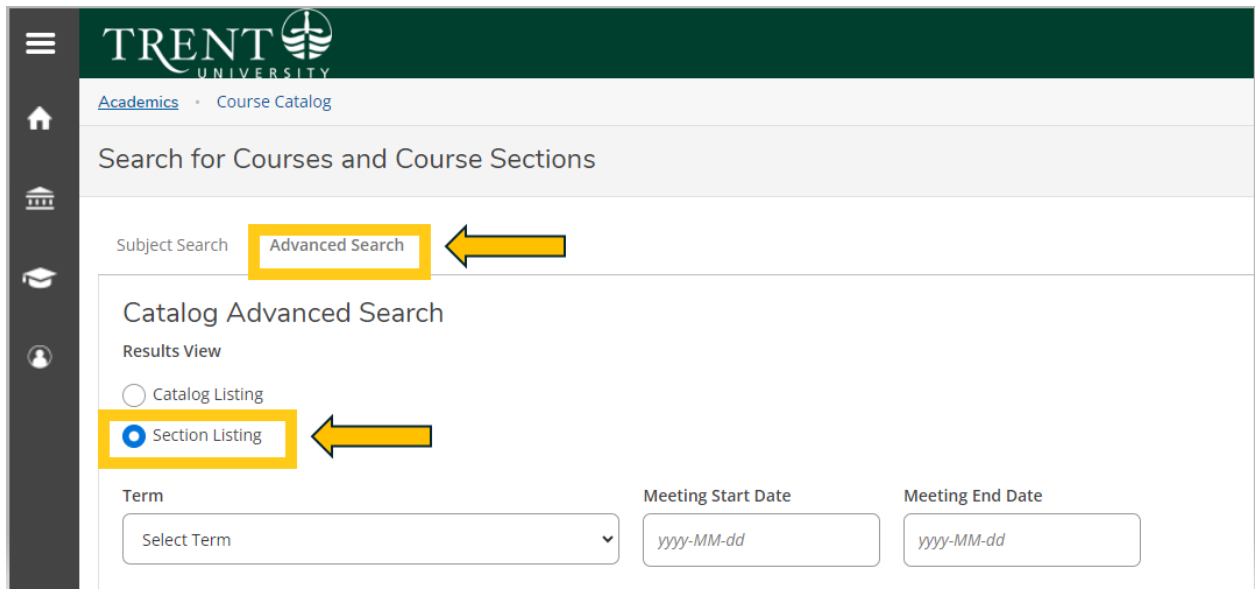 TRENT
UNIVERSITY
Academics · Course Catalog
Search for Courses and Course Sections
Subject Search Advanced Search
Catalog Advanced Search
Results View
Catalog Listing
Section Listing
Term Meeting Start Date Meeting End Date
Select Term yyyy-MM-dd yyyy-MM-dd